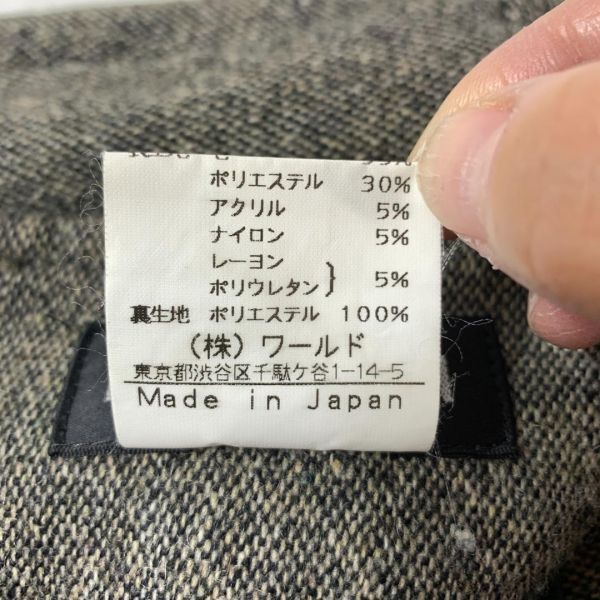 ポリエステル 30%
アクリル 5%
ナイロン 5%
レーヨン
ポリウレタン } 5%
裏生地 ポリエステル 100%
(株) ワールド
東京都渋谷区千駄ケ谷1-14-5
Made in Japan